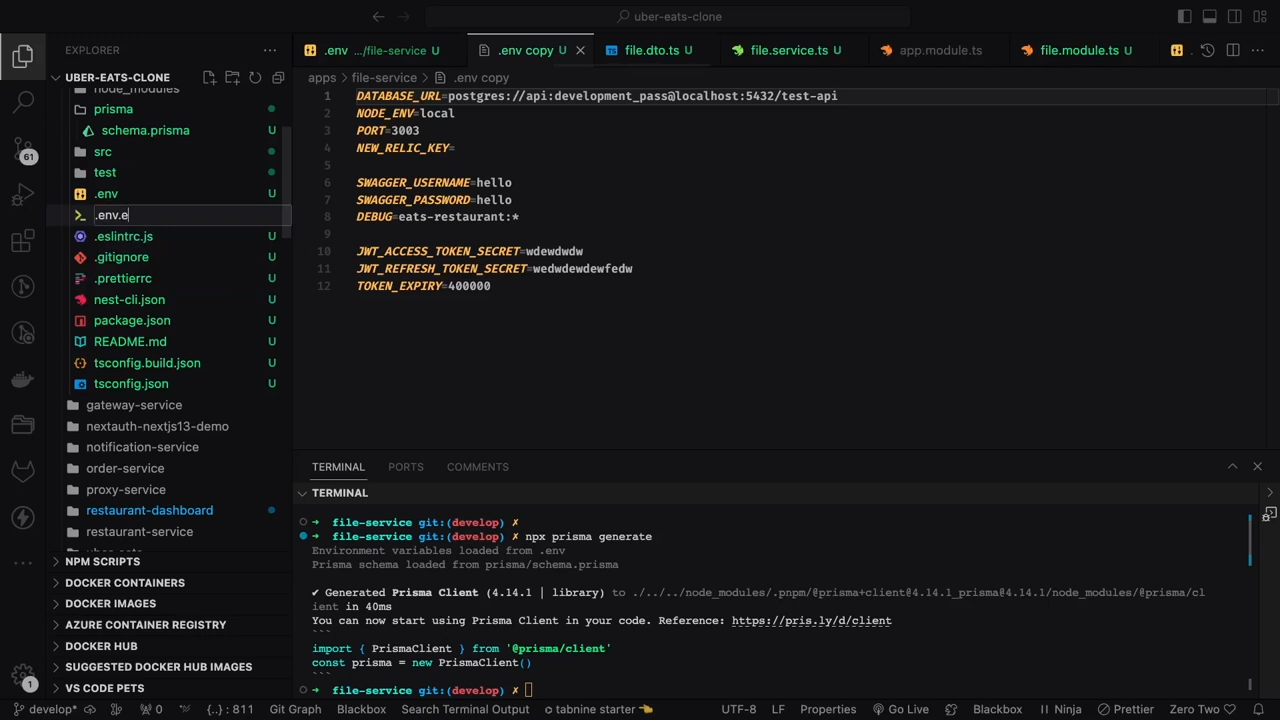 uber-eats-clone
EXPLORER
.env .../file-service U
.env copy U
file.dto.ts U
file.service.ts U
app.module.ts
file.module.ts U
UBER-EATS-CLONE
apps > file-service > .env copy
node_modules
prisma
schema.prisma U
src
test
.env U
.env.e
.eslintrc.js U
.gitignore U
.prettierrc U
nest-cli.json U
package.json U
README.md U
tsconfig.build.json U
tsconfig.json U
gateway-service
nextauth-nextjs13-demo
notification-service
order-service
proxy-service
restaurant-dashboard
restaurant-service
NPM SCRIPTS
DOCKER CONTAINERS
DOCKER IMAGES
AZURE CONTAINER REGISTRY
DOCKER HUB
SUGGESTED DOCKER HUB IMAGES
VS CODE PETS
61
1
1 DATABASE_URL=postgres://api:development_pass@localhost:5432/test-api
2 NODE_ENV=local
3 PORT=3003
4 NEW_RELIC_KEY=
5
6 SWAGGER_USERNAME=hello
7 SWAGGER_PASSWORD=hello
8 DEBUG=eats-restaurant:*
9
10 JWT_ACCESS_TOKEN_SECRET=wdewdwdw
11 JWT_REFRESH_TOKEN_SECRET=wedwdewdewfedw
12 TOKEN_EXPIRY=400000
TERMINAL PORTS COMMENTS
TERMINAL
➜ file-service git:(develop) ✗
➜ file-service git:(develop) ✗ npx prisma generate
Environment variables loaded from .env
Prisma schema loaded from prisma/schema.prisma
✔ Generated Prisma Client (4.14.1 | library) to ./../../node_modules/.pnpm/@prisma+client@4.14.1_prisma@4.14.1/node_modules/@prisma/cl
ient in 40ms
You can now start using Prisma Client in your code. Reference: https://pris.ly/d/client
```
import { PrismaClient } from '@prisma/client'
const prisma = new PrismaClient()
```
➜ file-service git:(develop) ✗
develop* 0 {..} : 811 Git Graph Blackbox Search Terminal Output tabnine starter UTF-8 LF Properties Go Live Blackbox Ninja Prettier Zero Two